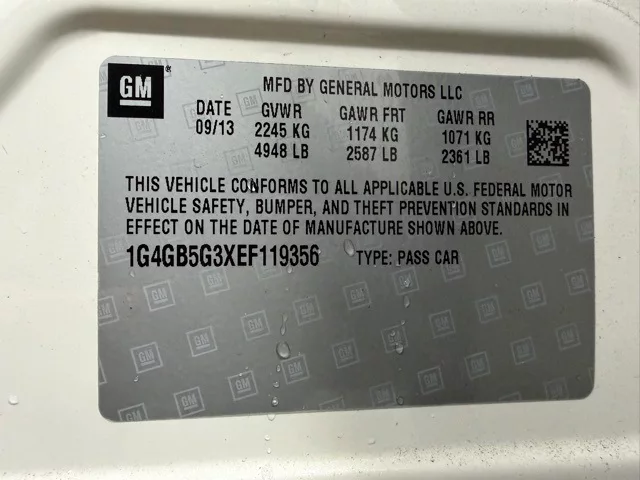 GM ®
MFD BY GENERAL MOTORS LLC
DATE GVWR GAWR FRT GAWR RR
09/13 2245 KG 1174 KG 1071 KG
4948 LB 2587 LB 2361 LB
THIS VEHICLE CONFORMS TO ALL APPLICABLE U.S. FEDERAL MOTOR
VEHICLE SAFETY, BUMPER, AND THEFT PREVENTION STANDARDS IN
EFFECT ON THE DATE OF MANUFACTURE SHOWN ABOVE.
1G4GB5G3XEF119356 TYPE: PASS CAR